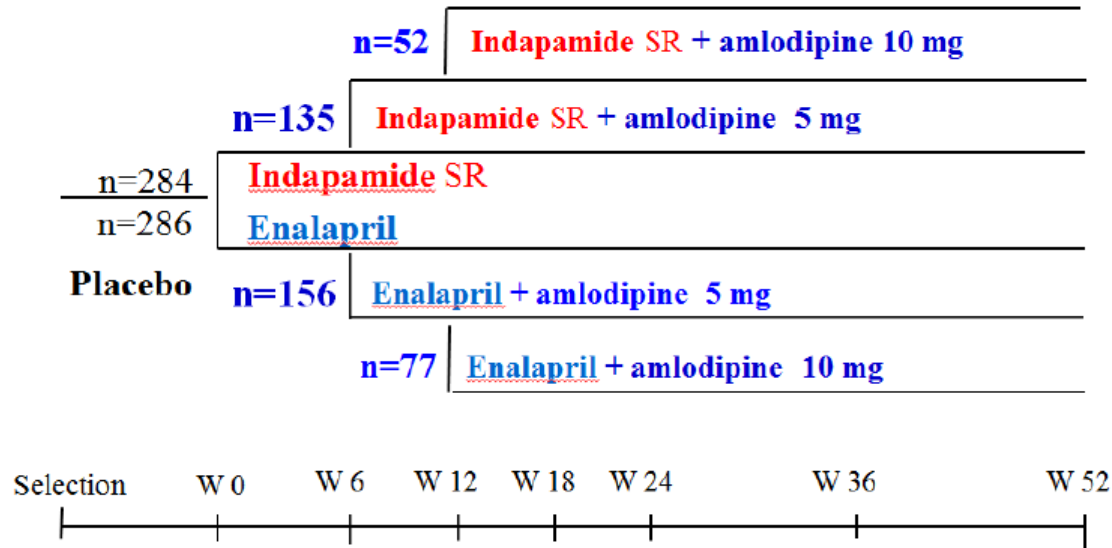 n=52 Indapamide SR + amlodipine 10 mg
n=135 Indapamide SR + amlodipine 5 mg
n=284 Indapamide SR
n=286 Enalapril
Placebo
n=156 Enalapril + amlodipine 5 mg
n=77 Enalapril + amlodipine 10 mg
Selection W 0 W 6 W 12 W 18 W 24 W 36 W 52